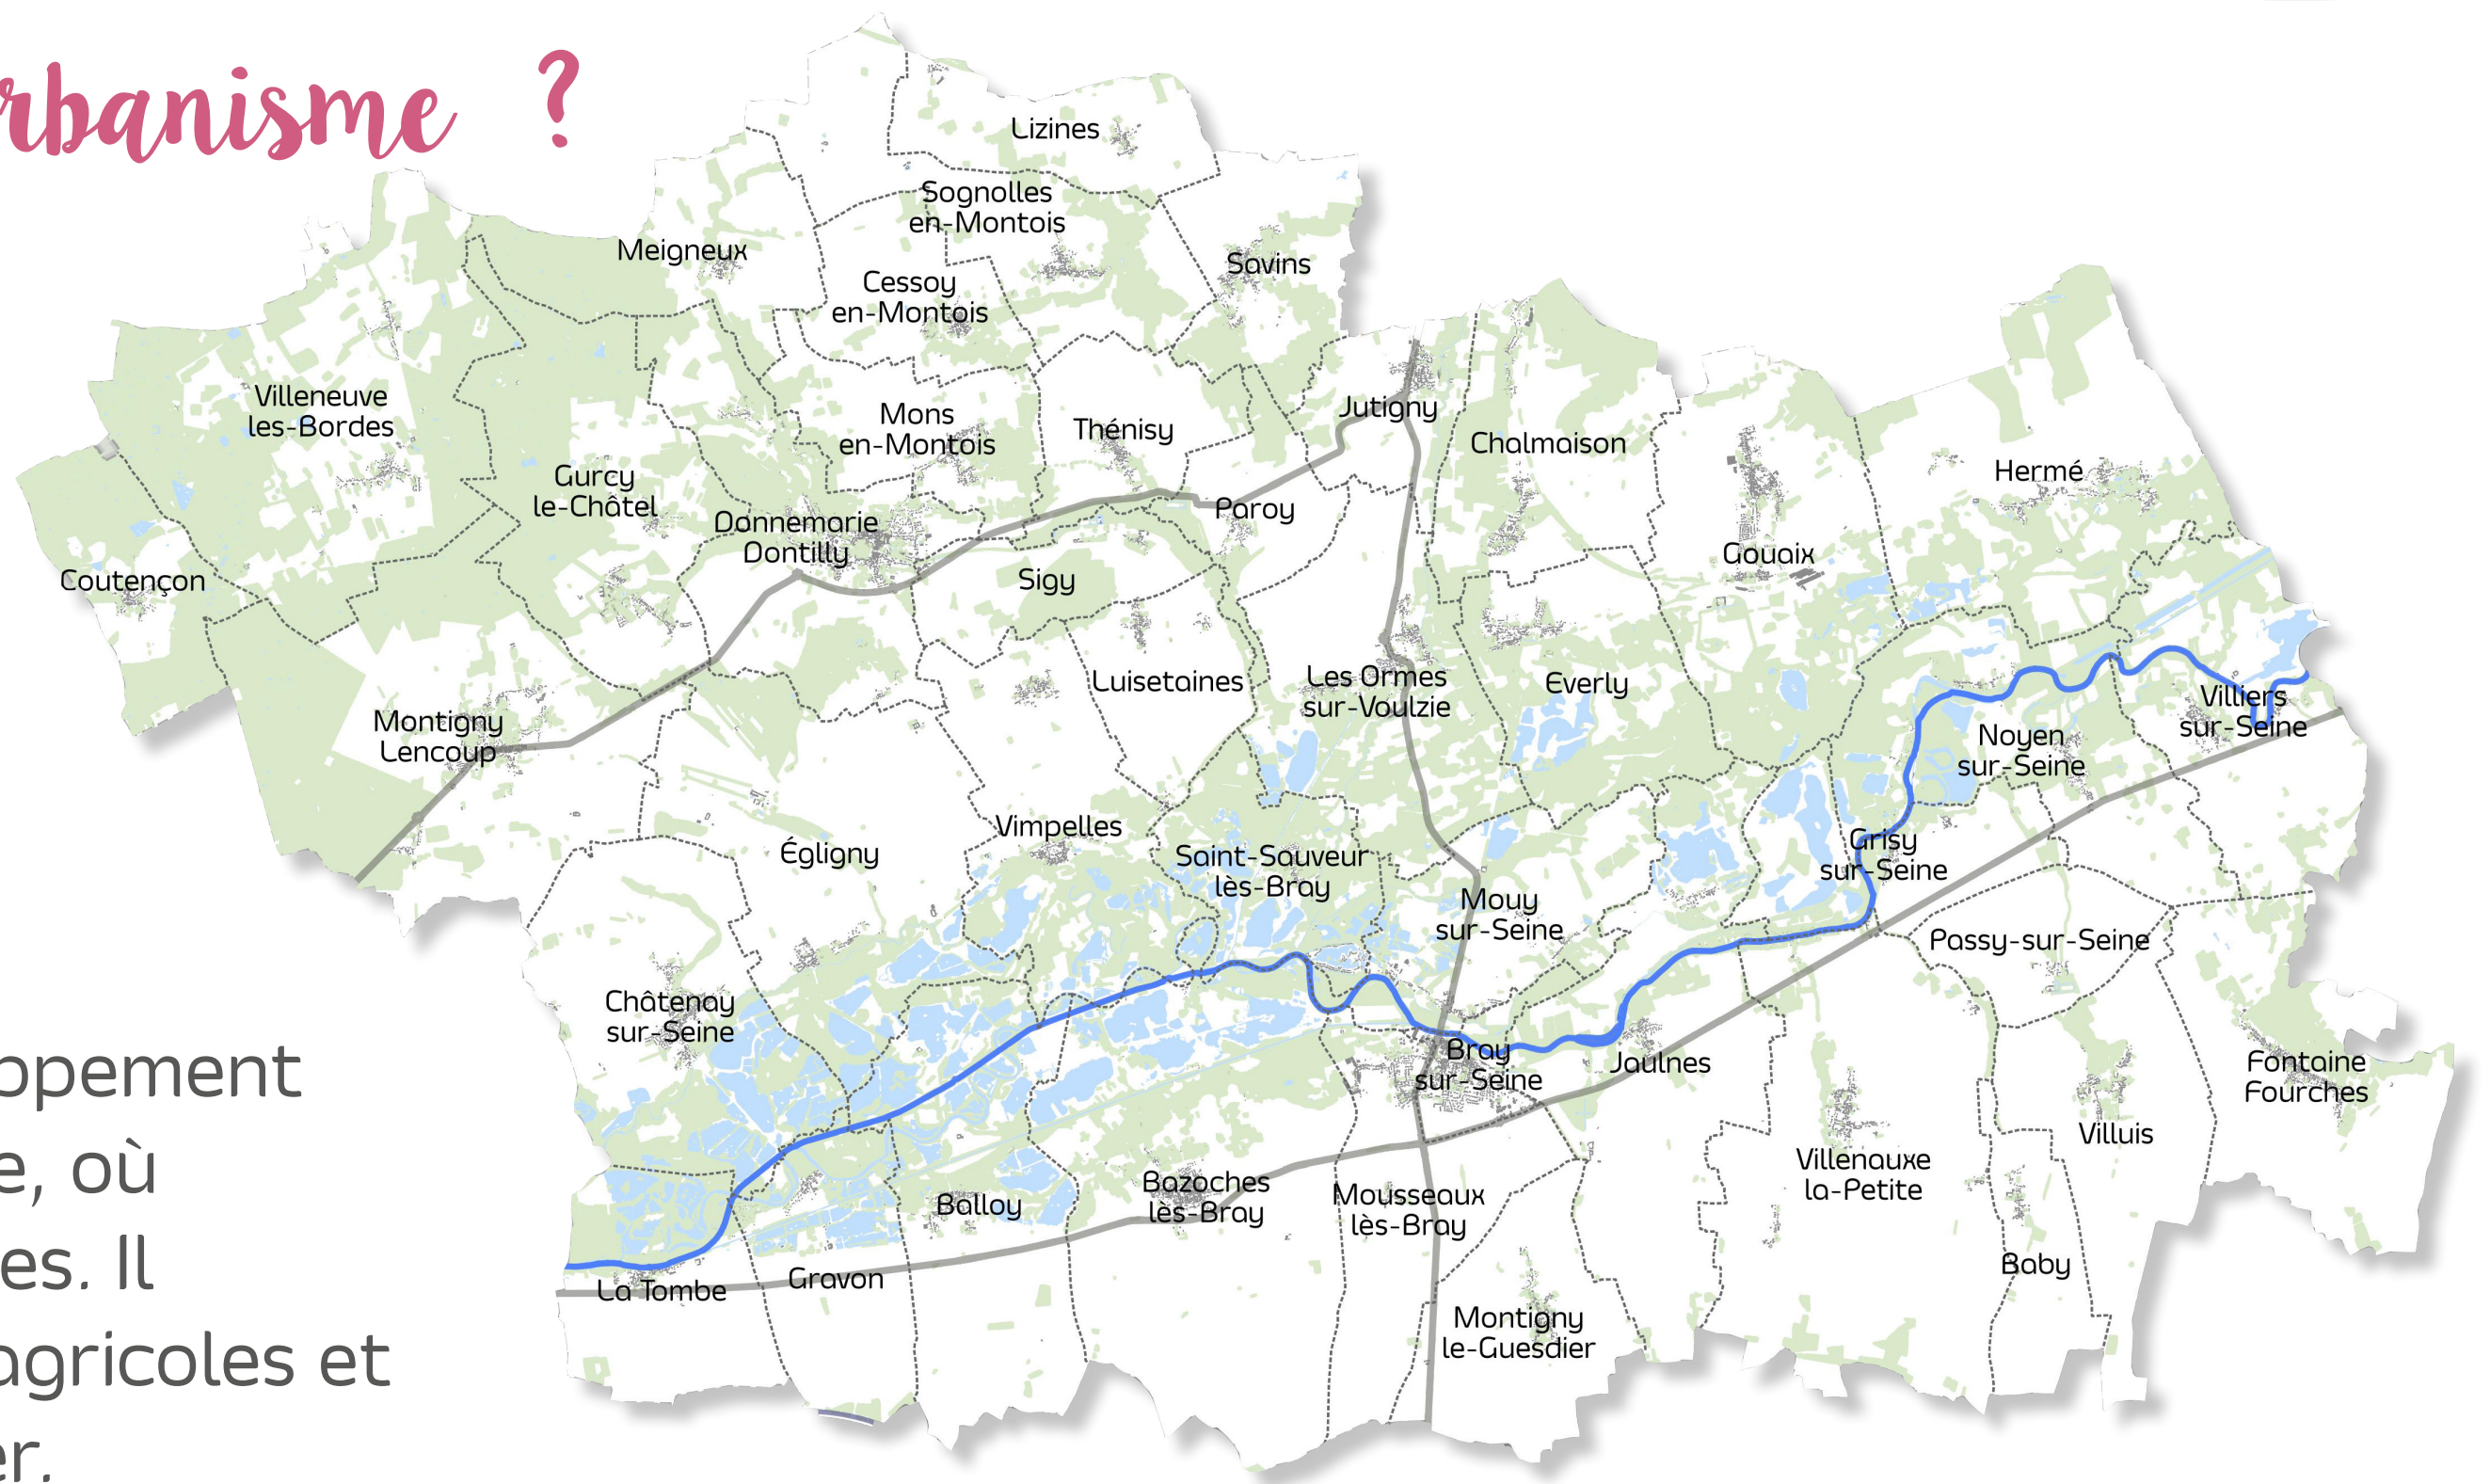 rbanisme ?
Lizines
Sognolles
en-Montois
Meigneux
Savins
Cessoy
en-Montois
Villeneuve
les-Bordes
Mons
en-Montois
Thénisy
Jutigny
Chalmaison
Gurcy
le-Châtel
Hermé
Donnemarie
Dontilly
Paroy
Gouaix
Coutençon
Sigy
Luisetaines
Les Ormes
sur-Voulzie
Everly
Montigny
Lencoup
Villiers
sur-Seine
Noyen
sur-Seine
Vimpelles
Égligny
Saint-Sauveur
lès-Bray
Grisy
sur-Seine
Mouy
sur-Seine
Passy-sur-Seine
Châtenay
sur-Seine
Bray
sur-Seine
Jaulnes
Fontaine
Fourches
Villuis
Villenauxe
la-Petite
Bazoches
lès-Bray
Mousseaux
lès-Bray
Balloy
Baby
Gravon
La Tombe
Montigny
le-Guesdier
ppement
e, où
es. Il
agricoles et
er.